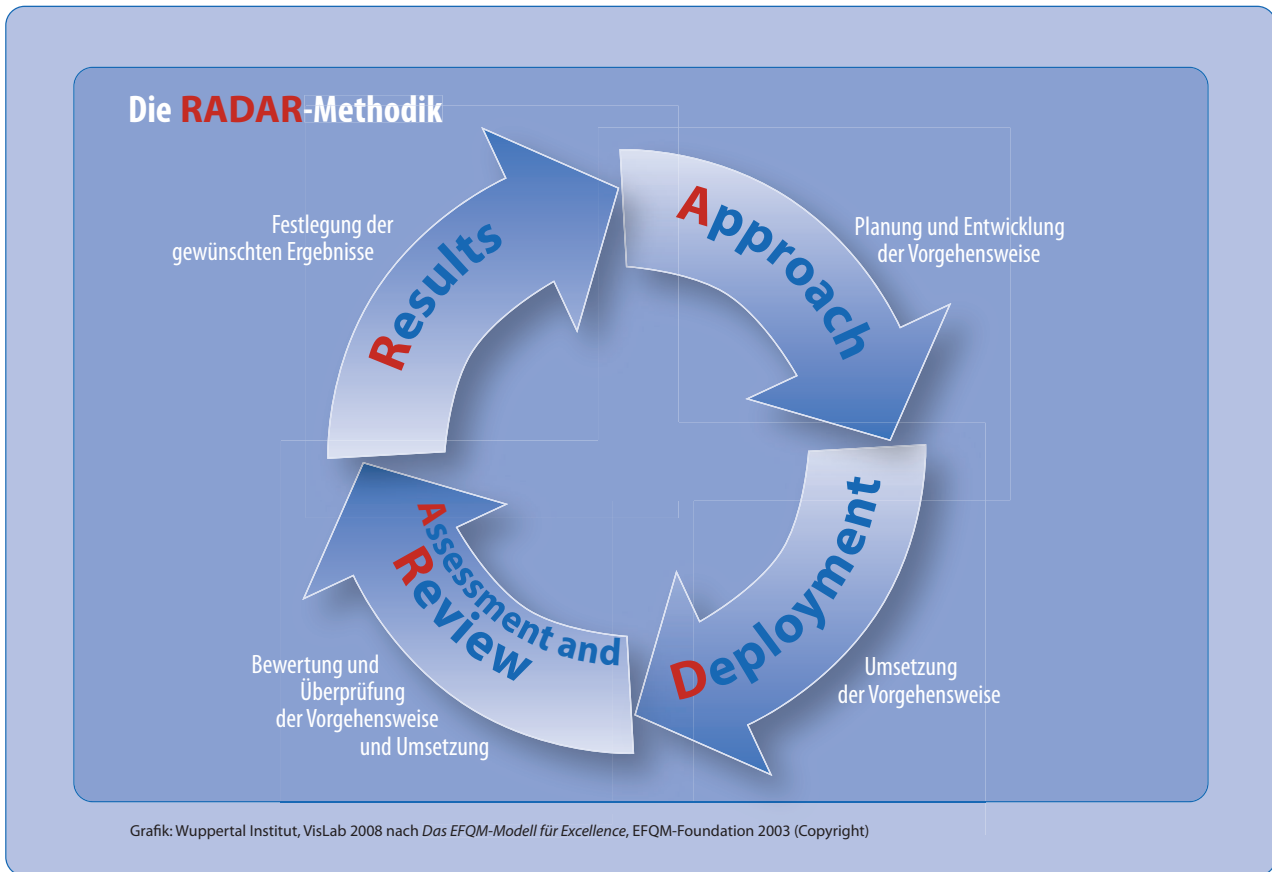 Die RADAR-Methodik
Festlegung der
gewünschten Ergebnisse
Results
Approach
Planung und Entwicklung
der Vorgehensweise
Deployment
Umsetzung
der Vorgehensweise
Assessment and
Review
Bewertung und
Überprüfung
der Vorgehensweise
und Umsetzung
Grafik: Wuppertal Institut, VisLab 2008 nach Das EFQM-Modell für Excellence, EFQM-Foundation 2003 (Copyright)